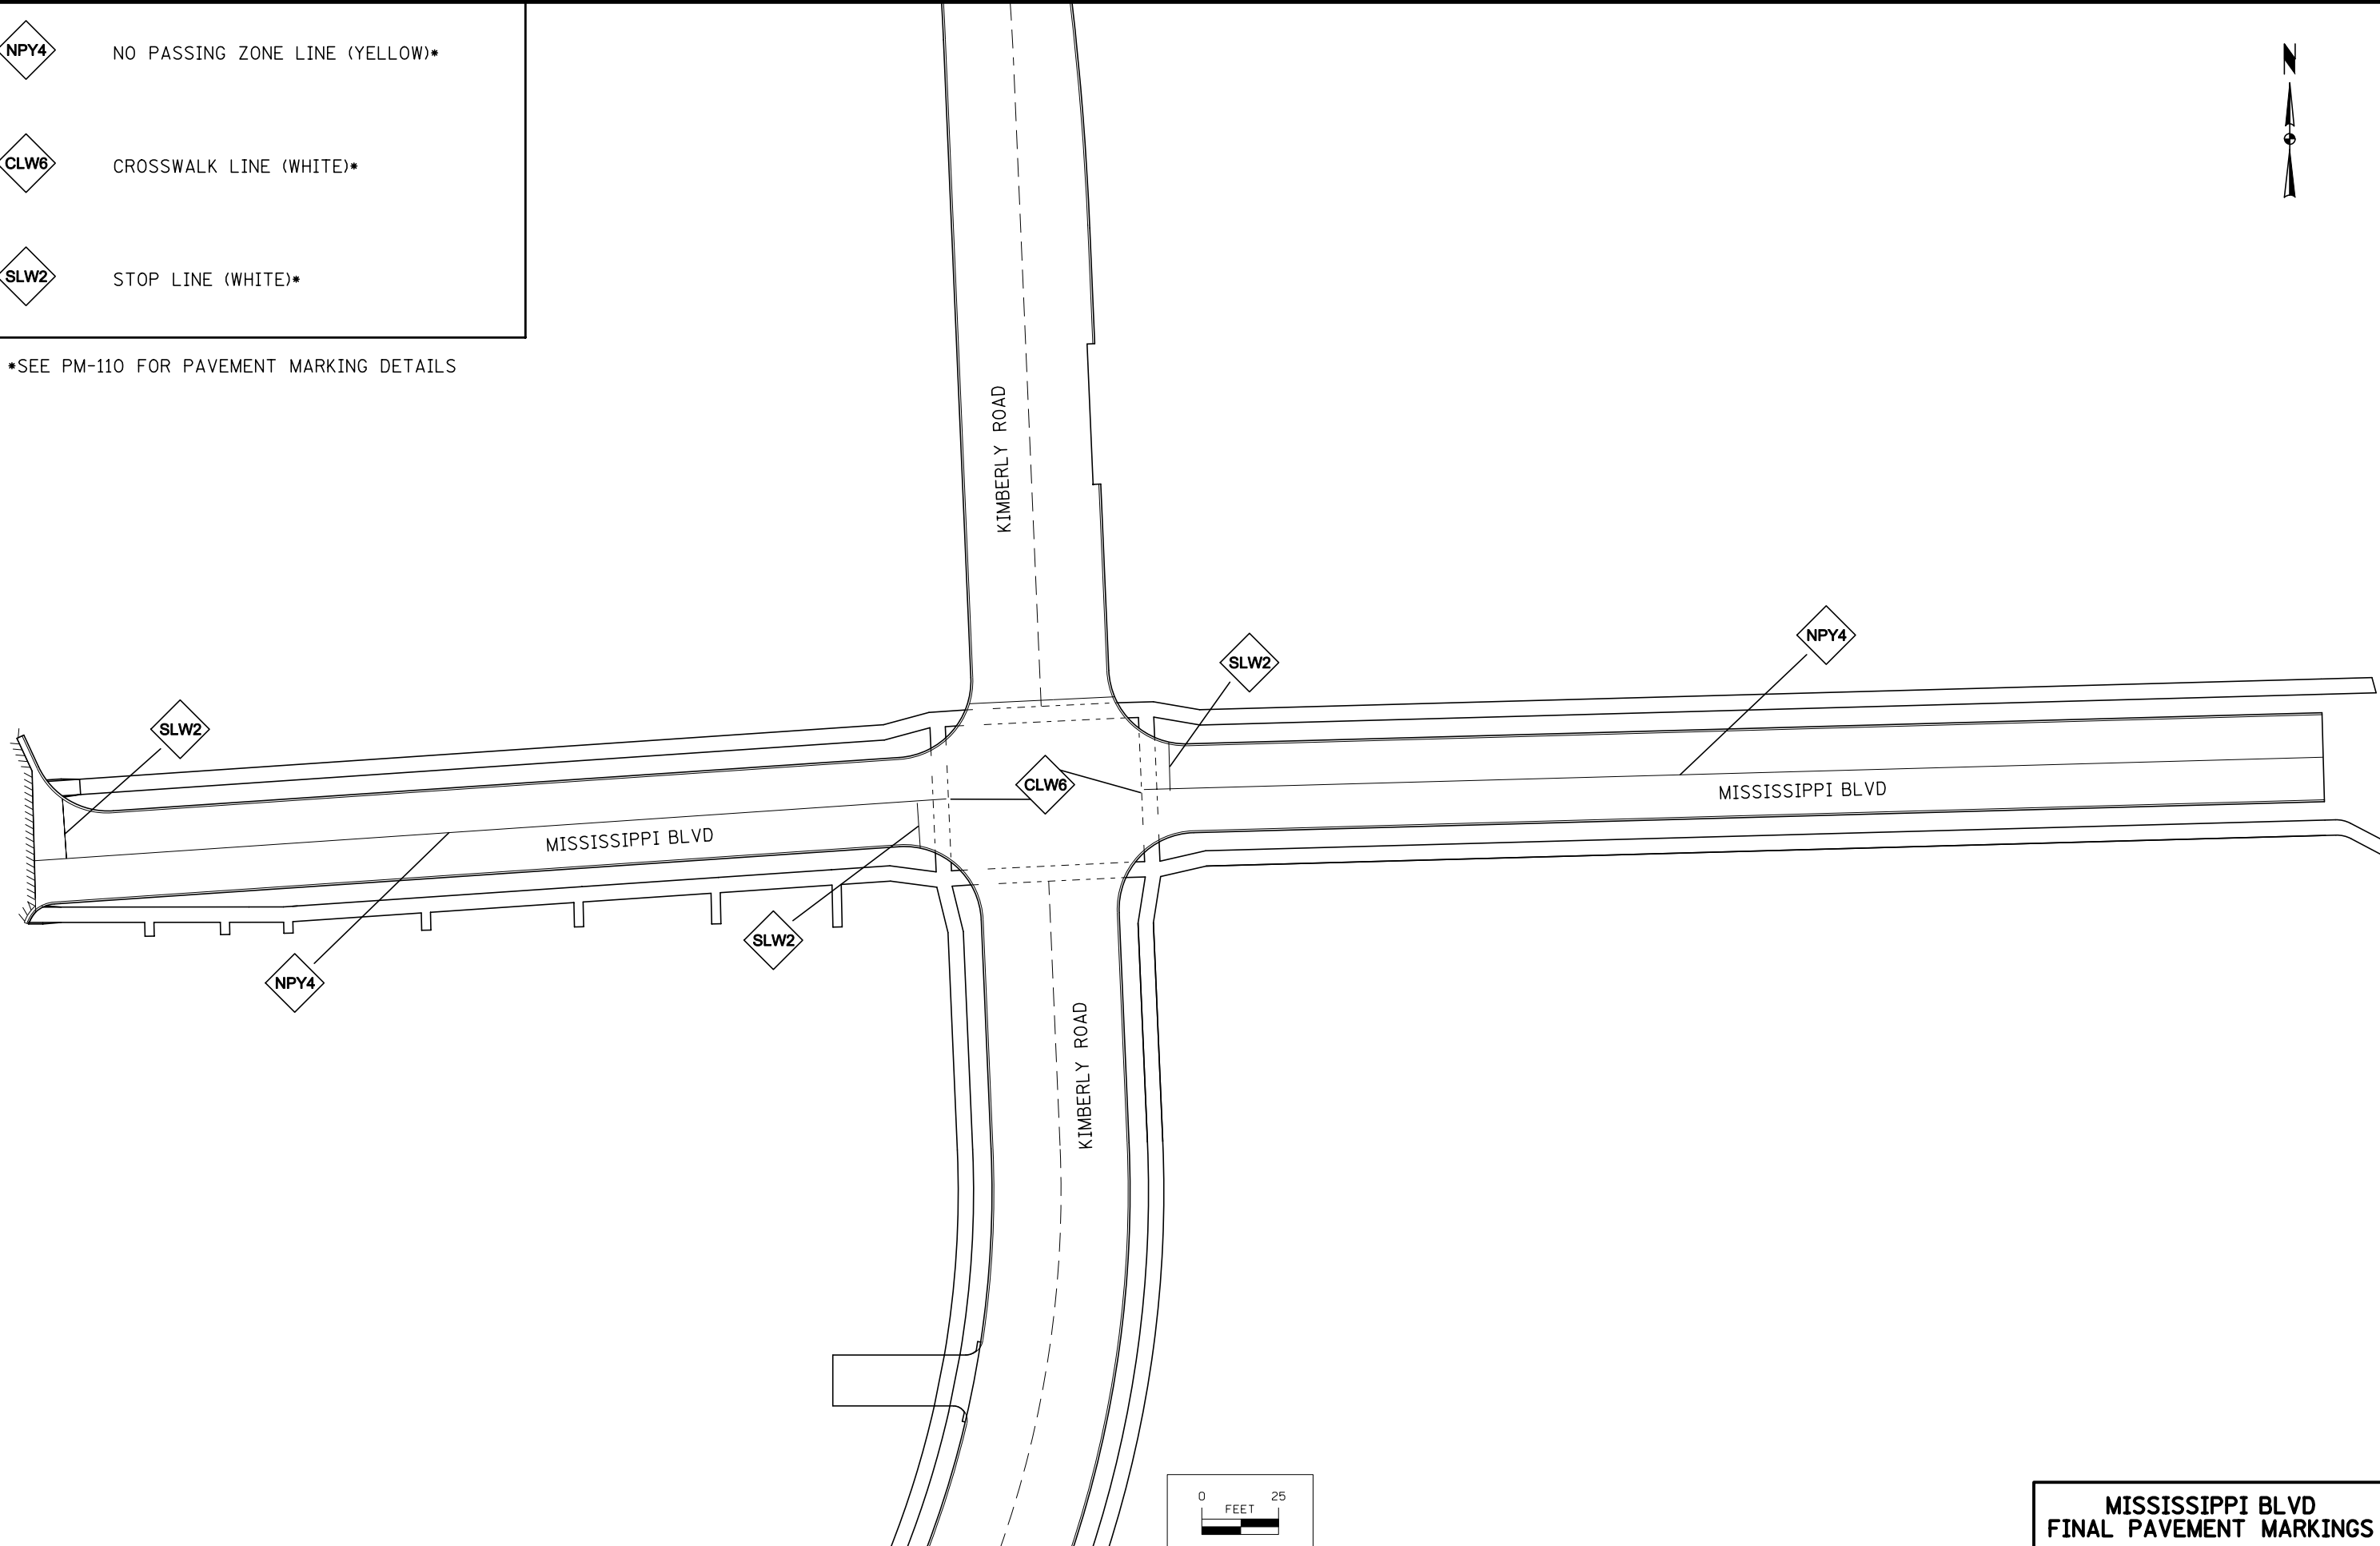 NPY4 NO PASSING ZONE LINE (YELLOW)*
CLW6 CROSSWALK LINE (WHITE)*
SLW2 STOP LINE (WHITE)*
*SEE PM-110 FOR PAVEMENT MARKING DETAILS
N
KIMBERLY ROAD
NPY4
SLW2
SLW2
CLW6
MISSISSIPPI BLVD
MISSISSIPPI BLVD
SLW2
NPY4
KIMBERLY ROAD
0 25
FEET
MISSISSIPPI BLVD
FINAL PAVEMENT MARKINGS